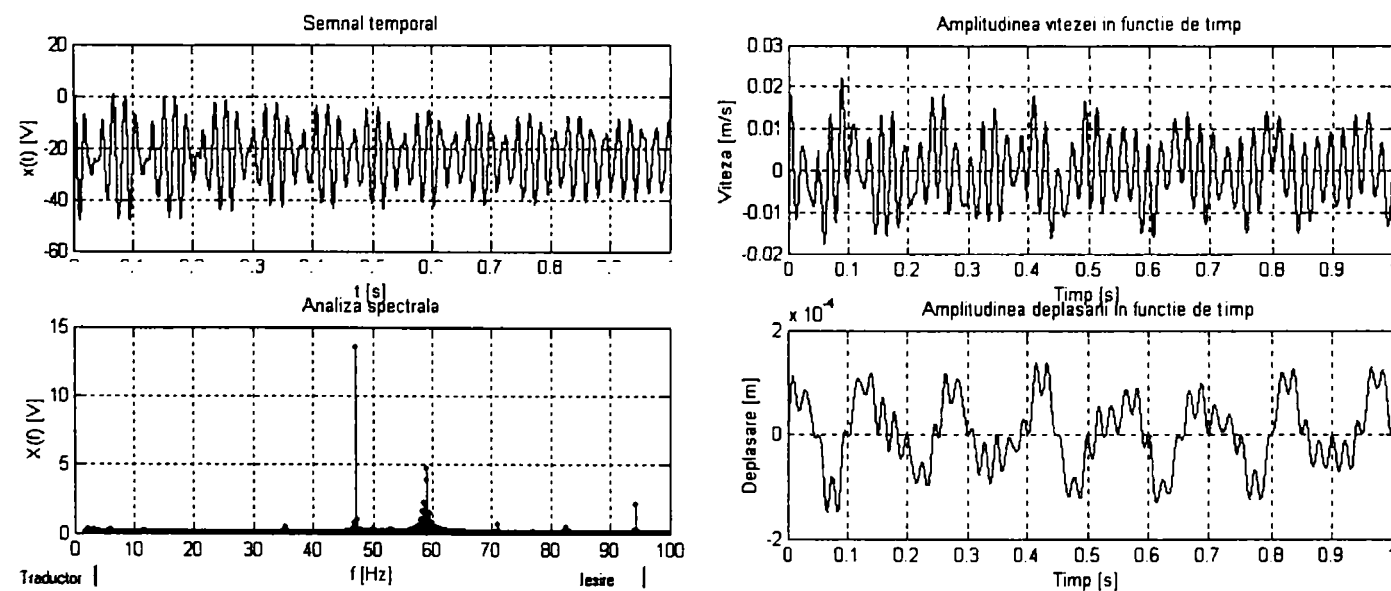 Semnal temporal
20
0
-20
-40
-60
x(t) [V]
0.3
0.4
0.6
0.7
0.8
t [s]
Analiza spectrala
15
10
5
0
X(f) [V]
0 10 20 30 40 50 60 70 80 90 100
f [Hz]
Traductor
Iesire
Amplitudinea vitezei in functie de timp
0.03
0.02
0.01
0
-0.01
-0.02
Viteza [m/s]
0 0.1 0.2 0.3 0.4 0.5 0.6 0.7 0.8 0.9
Timp [s]
Amplitudinea deplasarii in functie de timp
x 10-4
2
0
-2
Deplasare [m]
0 0.1 0.2 0.3 0.4 0.5 0.6 0.7 0.8 0.9 1
Timp [s]